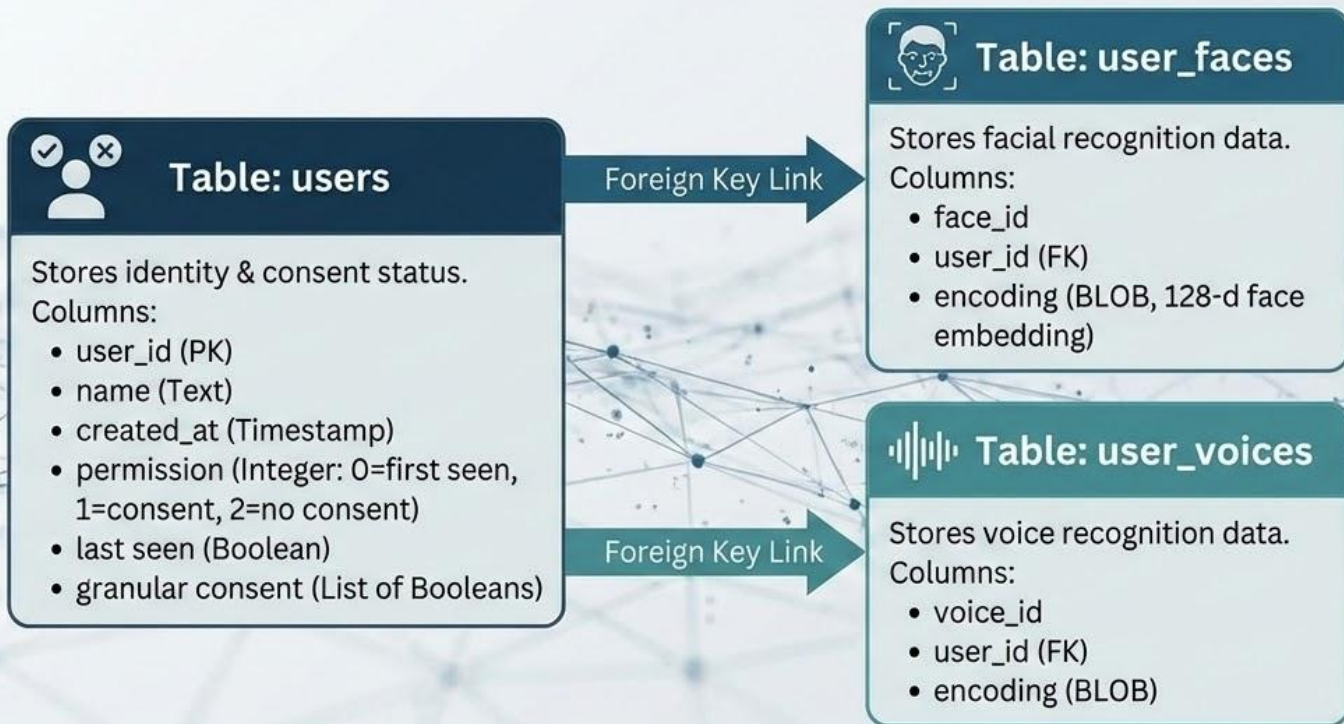 Table: users
Stores identity & consent status.
Columns:
• user_id (PK)
• name (Text)
• created_at (Timestamp)
• permission (Integer: 0=first seen,
1=consent, 2=no consent)
• last seen (Boolean)
• granular consent (List of Booleans)
Foreign Key Link
Table: user_faces
Stores facial recognition data.
Columns:
• face_id
• user_id (FK)
• encoding (BLOB, 128-d face
embedding)
Foreign Key Link
Table: user_voices
Stores voice recognition data.
Columns:
• voice_id
• user_id (FK)
• encoding (BLOB)